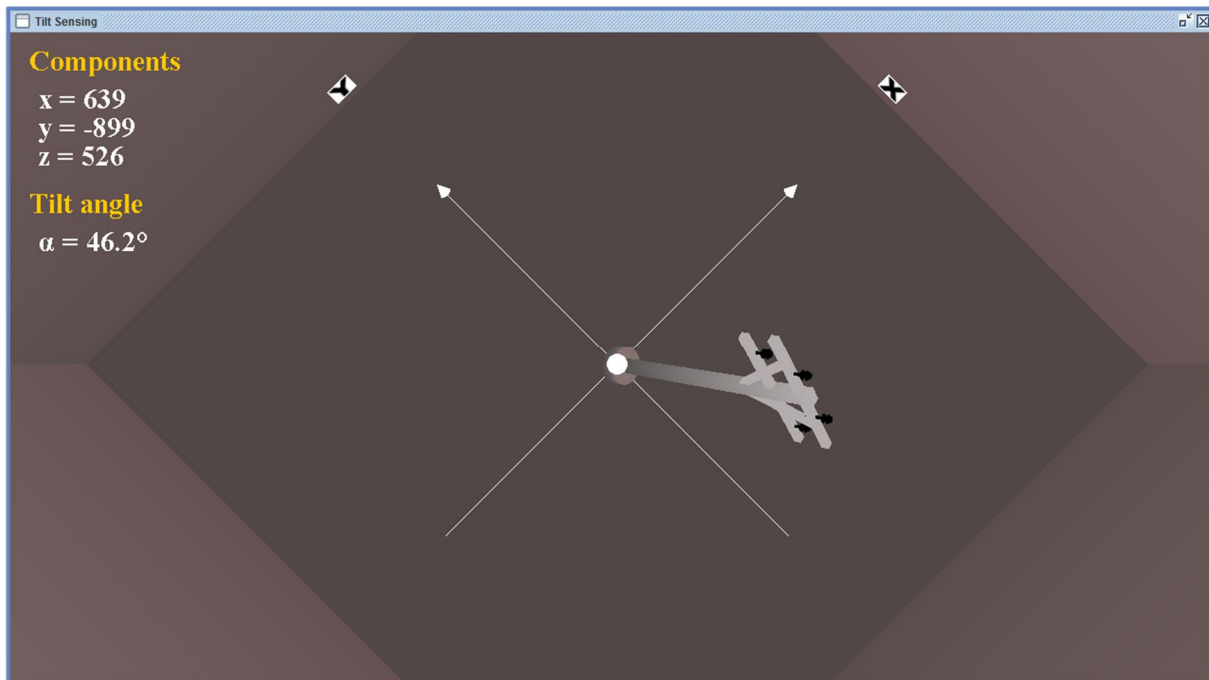 Tilt Sensing
Components
x = 639
y = -899
z = 526
Tilt angle
α = 46.2°
Y
X